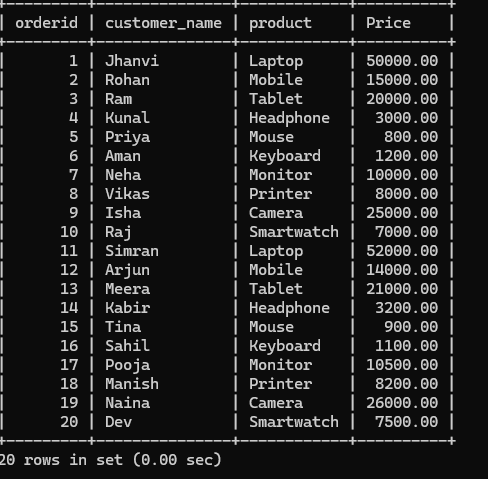 | orderid | customer_name | product | Price |
| 1 | Jhanvi | Laptop | 50000.00 |
| 2 | Rohan | Mobile | 15000.00 |
| 3 | Ram | Tablet | 20000.00 |
| 4 | Kunal | Headphone | 3000.00 |
| 5 | Priya | Mouse | 800.00 |
| 6 | Aman | Keyboard | 1200.00 |
| 7 | Neha | Monitor | 10000.00 |
| 8 | Vikas | Printer | 8000.00 |
| 9 | Isha | Camera | 25000.00 |
| 10 | Raj | Smartwatch | 7000.00 |
| 11 | Simran | Laptop | 52000.00 |
| 12 | Arjun | Mobile | 14000.00 |
| 13 | Meera | Tablet | 21000.00 |
| 14 | Kabir | Headphone | 3200.00 |
| 15 | Tina | Mouse | 900.00 |
| 16 | Sahil | Keyboard | 1100.00 |
| 17 | Pooja | Monitor | 10500.00 |
| 18 | Manish | Printer | 8200.00 |
| 19 | Naina | Camera | 26000.00 |
| 20 | Dev | Smartwatch | 7500.00 |
20 rows in set (0.00 sec)